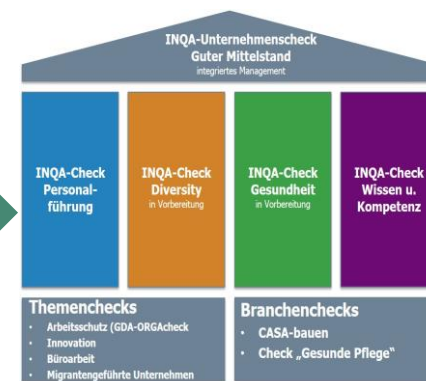 INQA-Unternehmenscheck
Guter Mittelstand
integriertes Management
INQA-Check
Personal-
führung
INQA-Check
Diversity
in Vorbereitung
INQA-Check
Gesundheit
in Vorbereitung
INQA-Check
Wissen u.
Kompetenz
Themenchecks
• Arbeitsschutz (GDA-ORGAcheck
• Innovation
• Büroarbeit
• Migrantengeführte Unternehmen
Branchenchecks
• CASA-bauen
• Check „Gesunde Pflege“